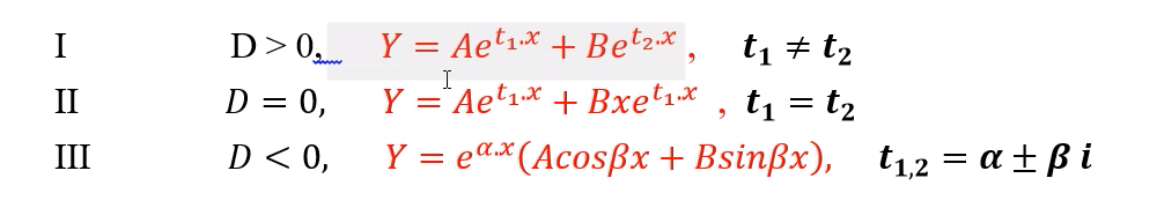 I D > 0, Y = Ae^{t₁.x} + Be^{t₂.x} , t₁ ≠ t₂
II D = 0, Y = Ae^{t₁.x} + Bxe^{t₁.x} , t₁ = t₂
III D < 0, Y = e^{α.x}(Acosβx + Bsinβx), t₁,₂ = α ± β i